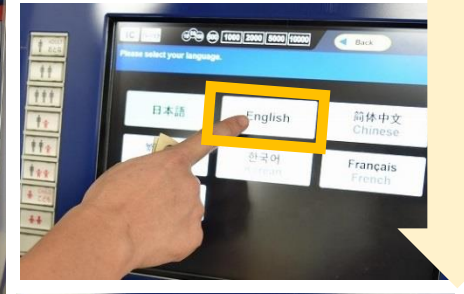 IC
1000 2000 5000 10000
Back
Please select your language.
日本語
English
简体中文
Chinese
한국어
Korean
Français
French